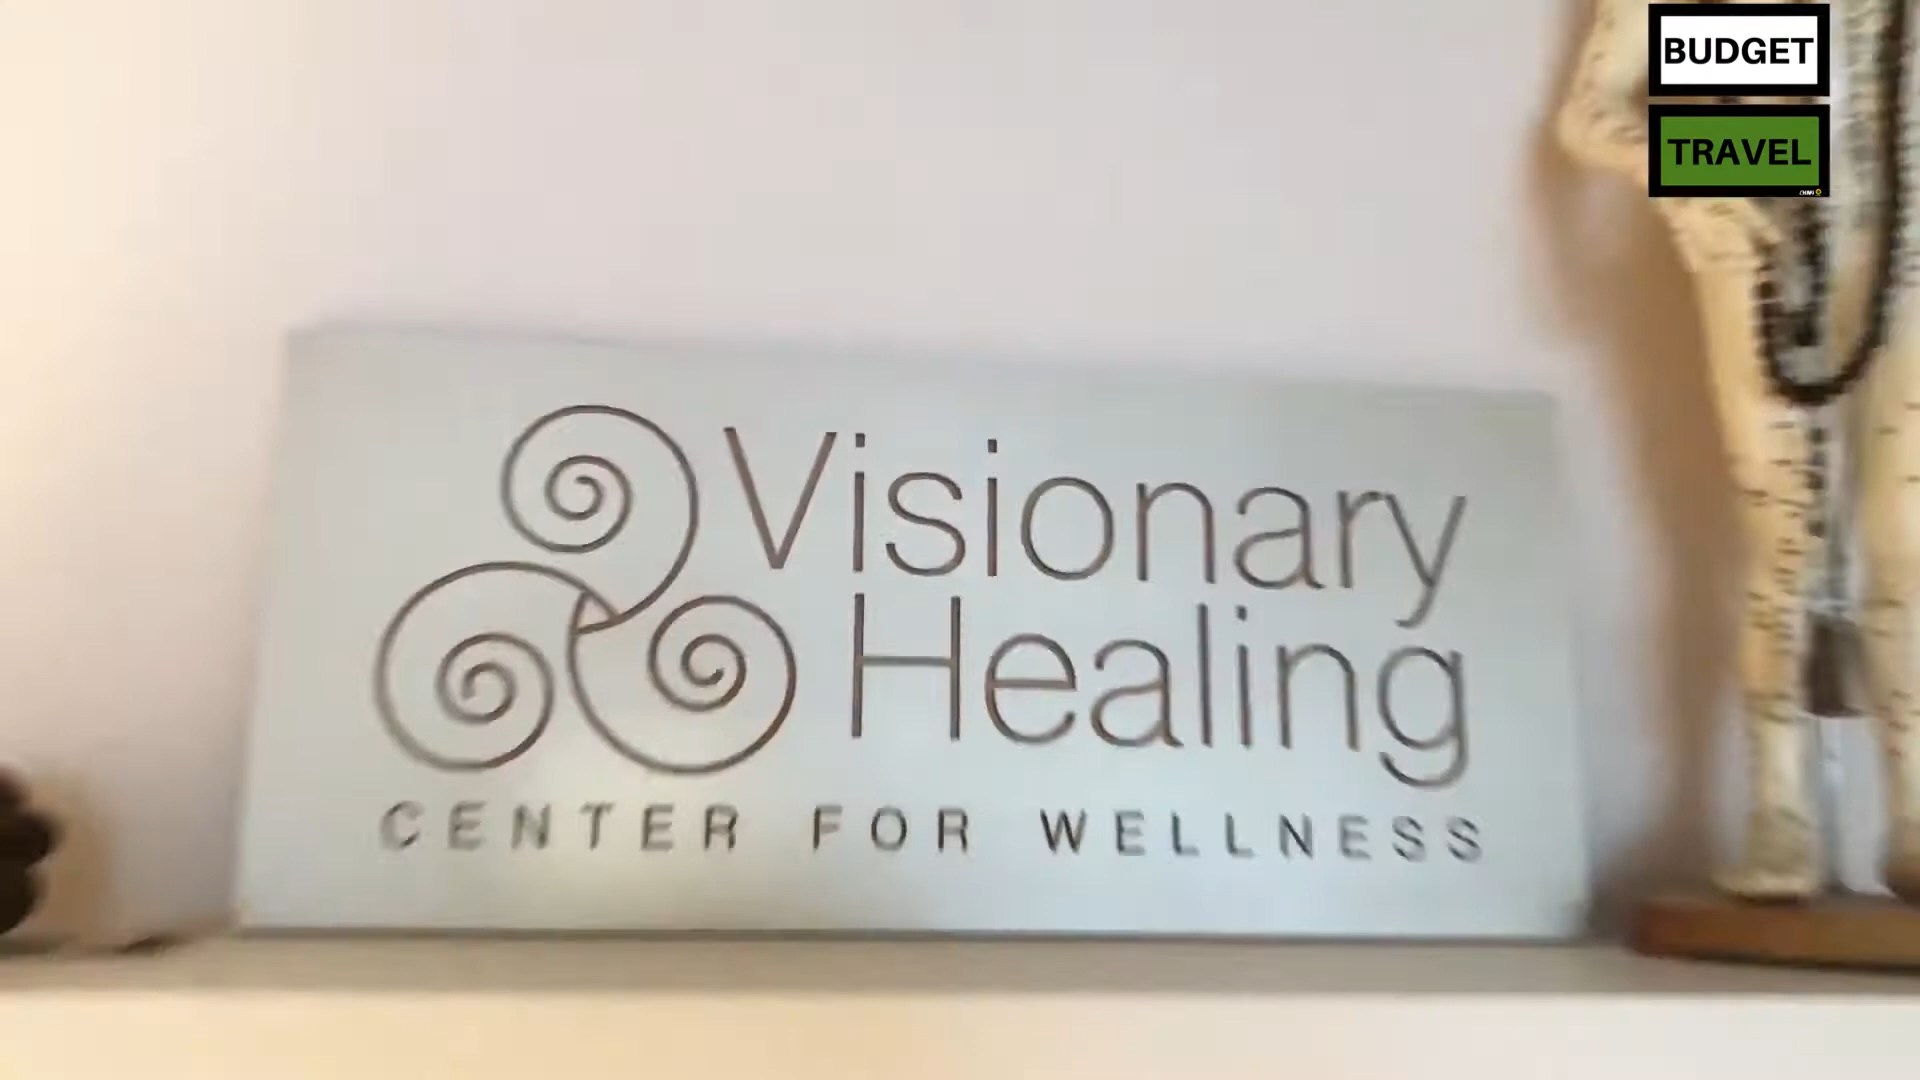 BUDGET
TRAVEL
Visionary
Healing
CENTER FOR WELLNESS